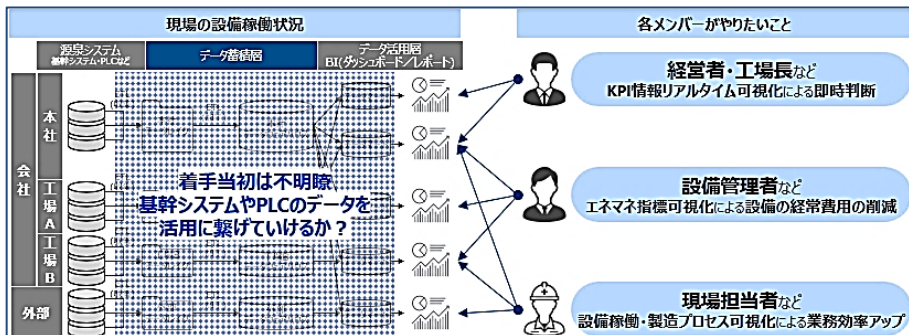 現場の設備稼働状況
各メンバーがやりたいこと
源泉システム
基幹システム・PLCなど
データ蓄積層
データ活用層
BI(ダッシュボード/レポート)
会社
本社
工場A
工場B
外部
着手当初は不明瞭
基幹システムやPLCのデータを
活用に繋げていけるか?
経営者・工場長など
KPI情報リアルタイム可視化による即時判断
設備管理者など
エネマネ指標可視化による設備の経常費用の削減
現場担当者など
設備稼働・製造プロセス可視化による業務効率アップ